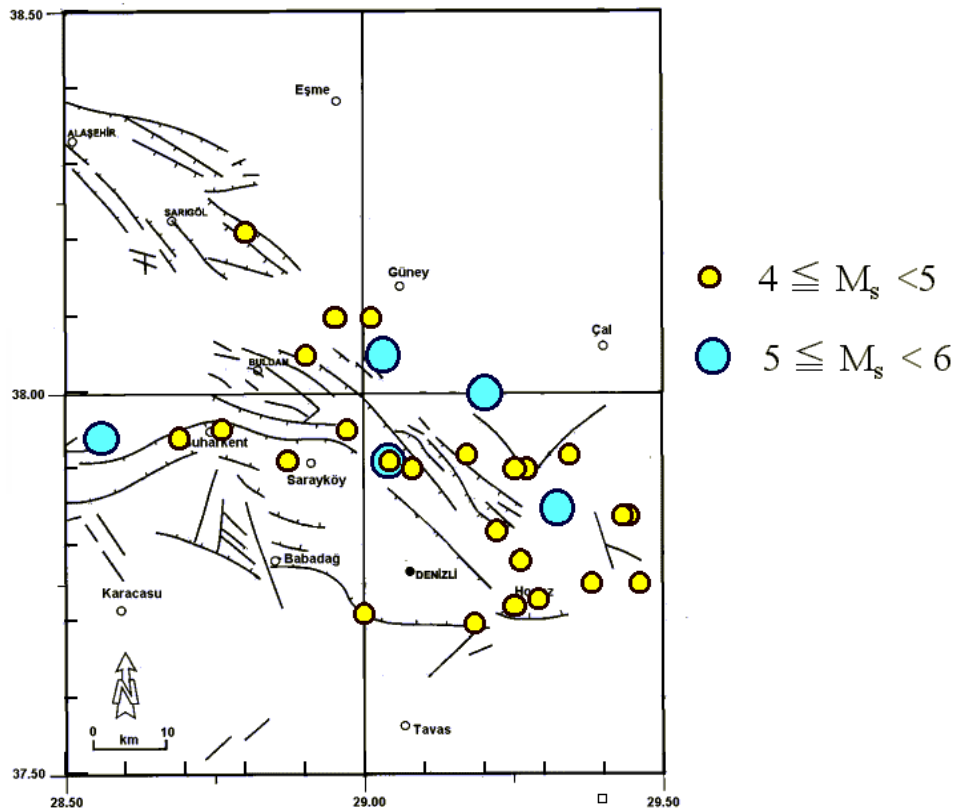 38.50
Eşme
ALAŞEHİR
SARIGÖL
Güney
4 ≦ Ms <5
Çal
5 ≦ Ms < 6
BULDAN
38.00
uharkent
Sarayköy
Babadağ
DENİZLİ
Karacasu
N
0 10
km
Tavas
37.50
28.50 29.00 29.50